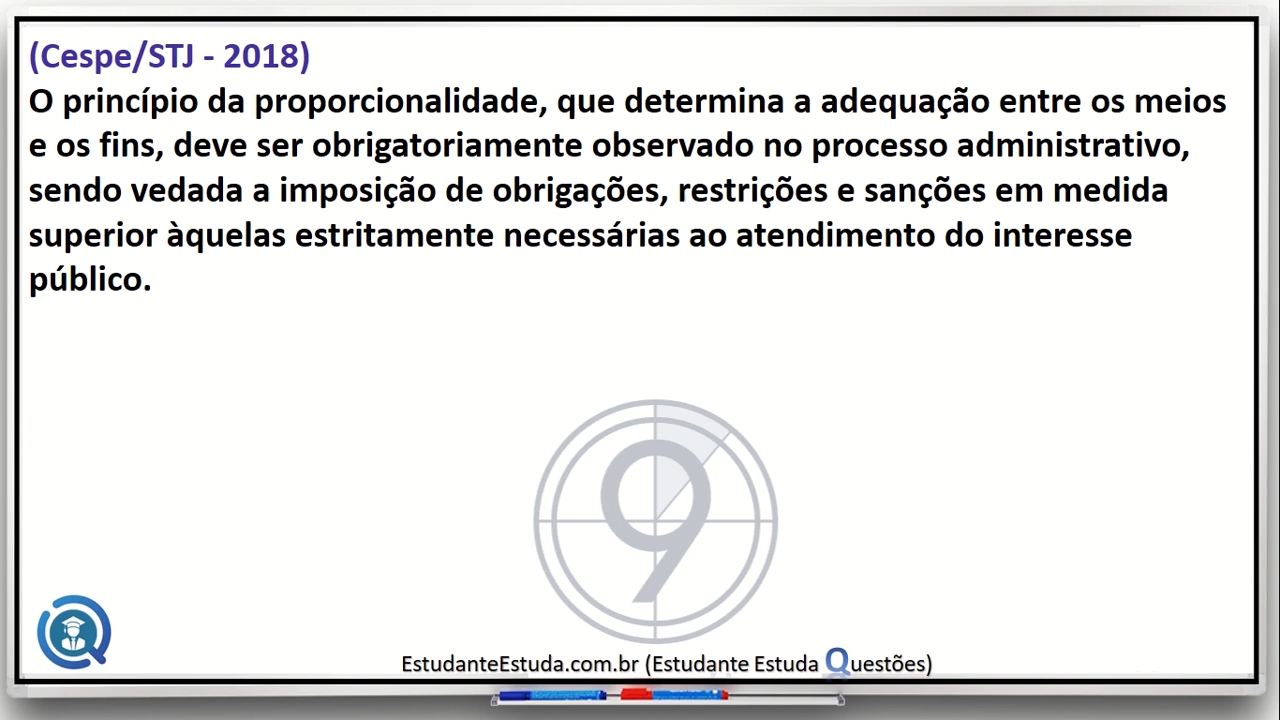 (Cespe/STJ - 2018)
O princípio da proporcionalidade, que determina a adequação entre os meios
e os fins, deve ser obrigatoriamente observado no processo administrativo,
sendo vedada a imposição de obrigações, restrições e sanções em medida
superior àquelas estritamente necessárias ao atendimento do interesse
público.
9
EstudanteEstuda.com.br (Estudante Estuda Questões)